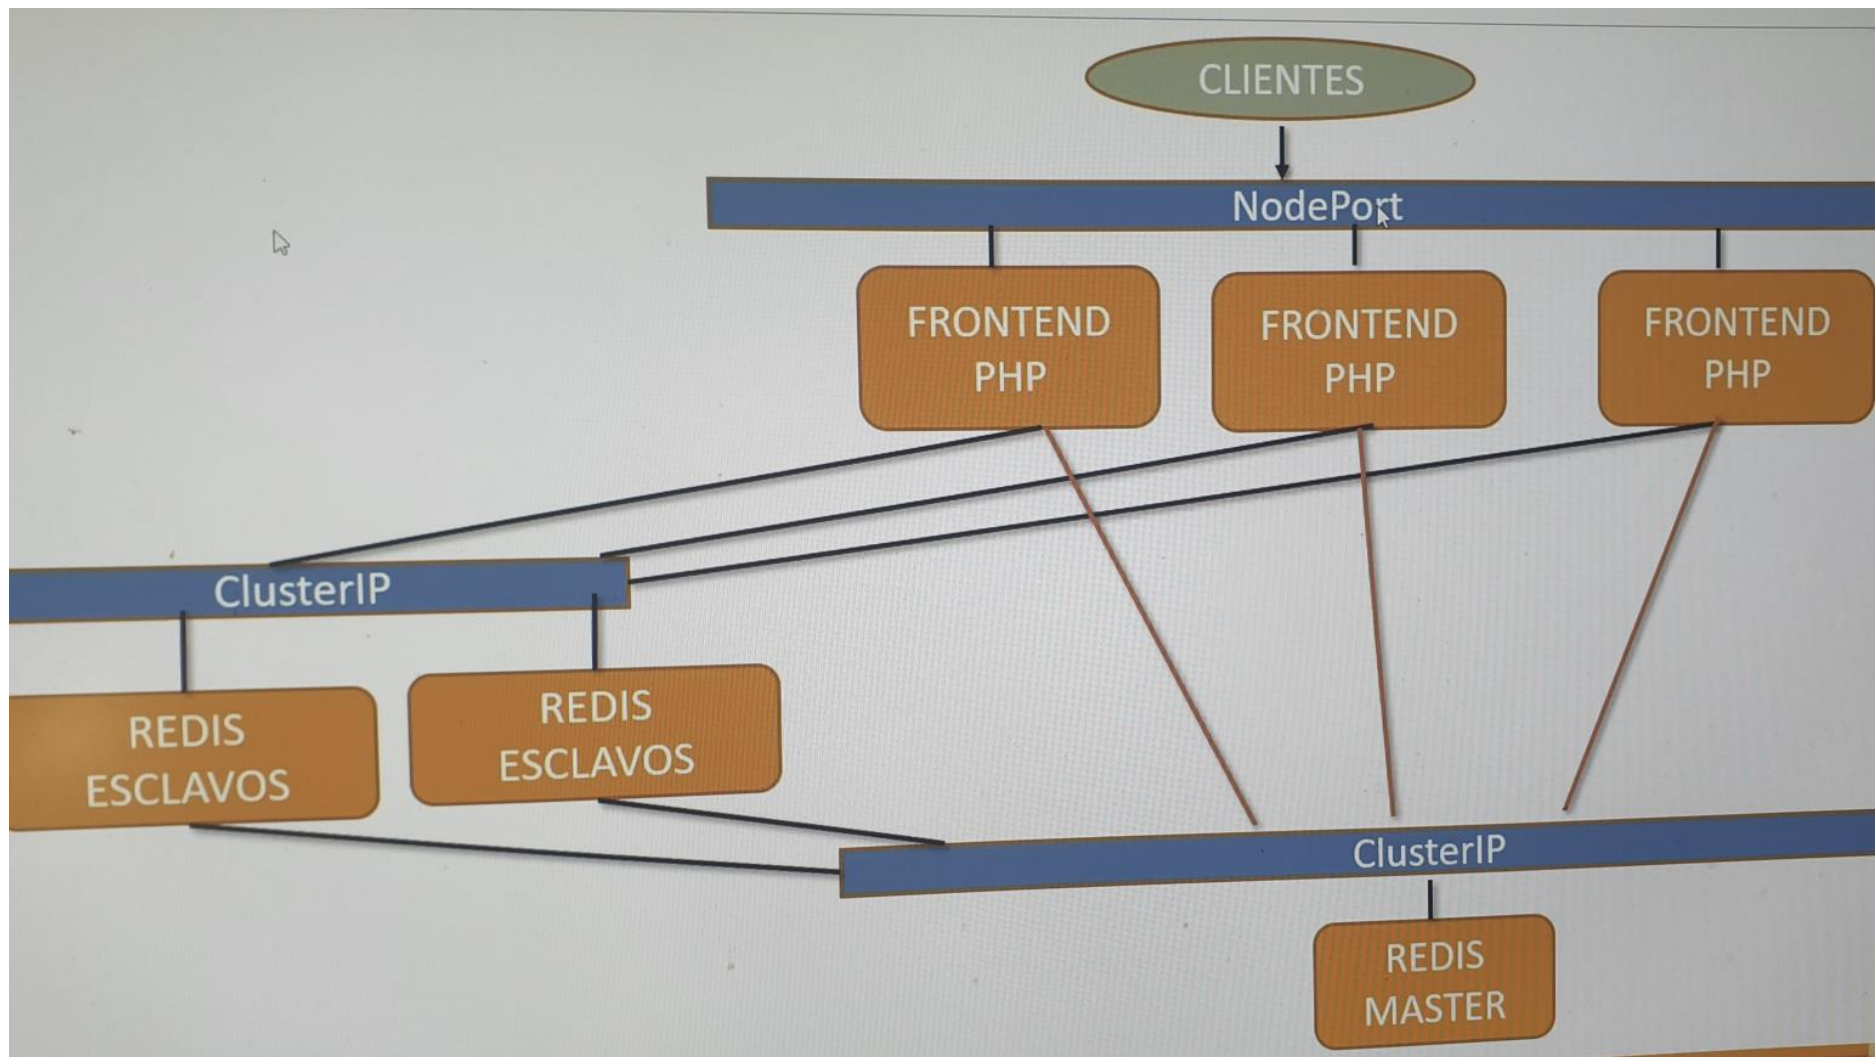 CLIENTES
NodePort
FRONTEND
PHP
FRONTEND
PHP
FRONTEND
PHP
ClusterIP
REDIS
ESCLAVOS
REDIS
ESCLAVOS
ClusterIP
REDIS
MASTER